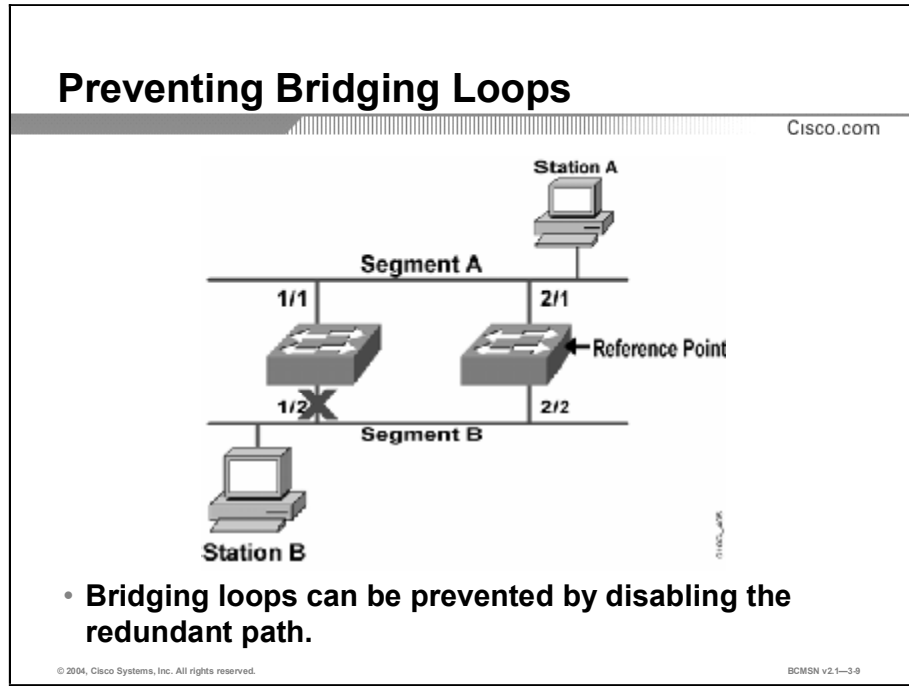 Preventing Bridging Loops
Cisco.com
Station A
Segment A
1/1
2/1
Reference Point
1/2
2/2
Segment B
Station B
• Bridging loops can be prevented by disabling the
redundant path.
© 2004, Cisco Systems, Inc. All rights reserved.
BCMSN v2.1—3-9